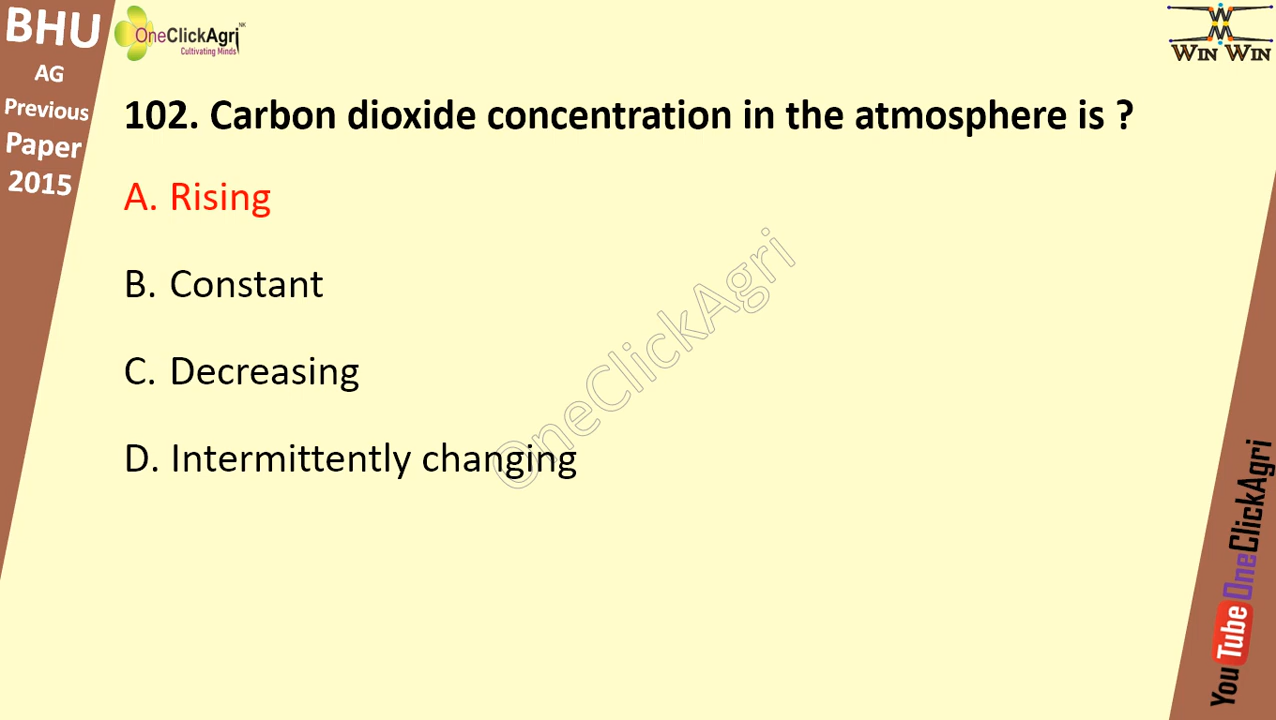 BHU
AG
Previous
Paper
2015
OneClickAgri NK
Cultivating Minds
WIN WIN
102. Carbon dioxide concentration in the atmosphere is ?
A. Rising
B. Constant
C. Decreasing
D. Intermittently changing
©neClickAgri
YouTube OneClickAgri